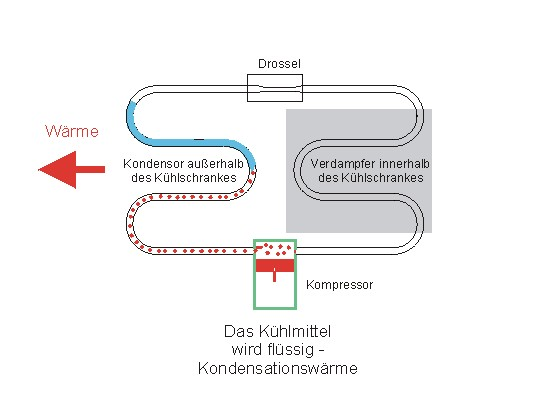 Drossel
Wärme
Kondensor außerhalb
des Kühlschrankes
Verdampfer innerhalb
des Kühlschrankes
Kompressor
Das Kühlmittel
wird flüssig -
Kondensationswärme